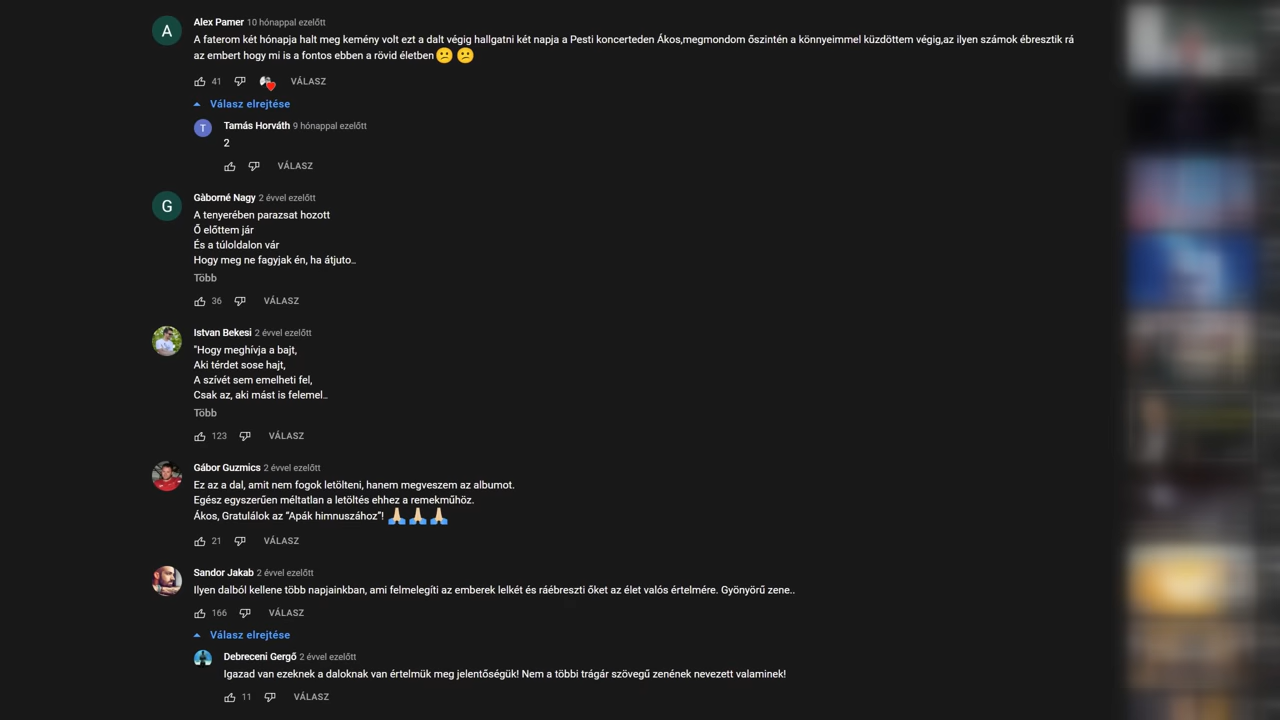 Alex Pamer 10 hónappal ezelőtt
A faterom két hónapja halt meg kemény volt ezt a dalt végig hallgatni két napja a Pesti koncerteden Ákos,megmondom őszintén a könnyeimmel küzdöttem végig,az ilyen számok ébresztik rá
az embert hogy mi is a fontos ebben a rövid életben😕 😕
41 VÁLASZ
Válasz elrejtése
Tamás Horváth 9 hónappal ezelőtt
2
VÁLASZ
Gàborné Nagy 2 évvel ezelőtt
A tenyerében parazsat hozott
Ő előttem jár
És a túloldalon vár
Hogy meg ne fagyjak én, ha átjuto…
Több
36 VÁLASZ
Istvan Bekesi 2 évvel ezelőtt
"Hogy meghívja a bajt,
Aki térdet sose hajt,
A szívét sem emelheti fel,
Csak az, aki mást is felemel…
Több
123 VÁLASZ
Gábor Guzmics 2 évvel ezelőtt
Ez az a dal, amit nem fogok letölteni, hanem megveszem az albumot.
Egész egyszerűen méltatlan a letöltés ehhez a remekműhöz.
Ákos, Gratulálok az “Apák himnuszához”! 🙏🏻 🙏🏻 🙏🏻
21 VÁLASZ
Sandor Jakab 2 évvel ezelőtt
Ilyen dalból kellene több napjainkban, ami felmelegíti az emberek lelkét és ráébreszti őket az élet valós értelmére. Gyönyörű zene..
166 VÁLASZ
Válasz elrejtése
Debreceni Gergő 2 évvel ezelőtt
Igazad van ezeknek a daloknak van értelmük meg jelentőségük! Nem a többi trágár szövegű zenének nevezett valaminek!
11 VÁLASZ